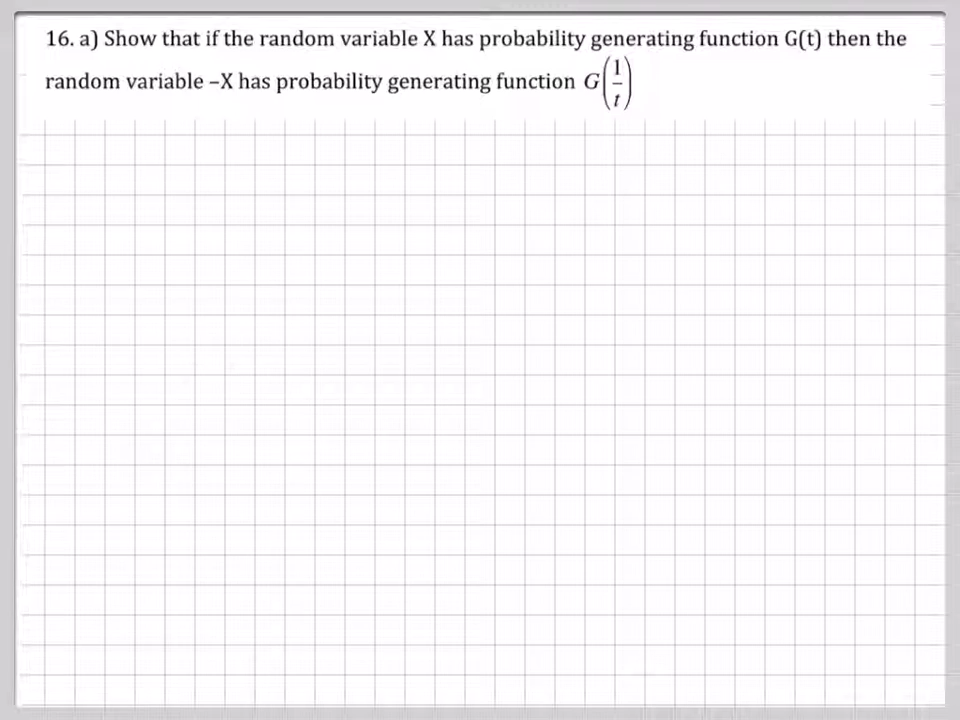 16. a) Show that if the random variable X has probability generating function G(t) then the
random variable –X has probability generating function G(1/t)